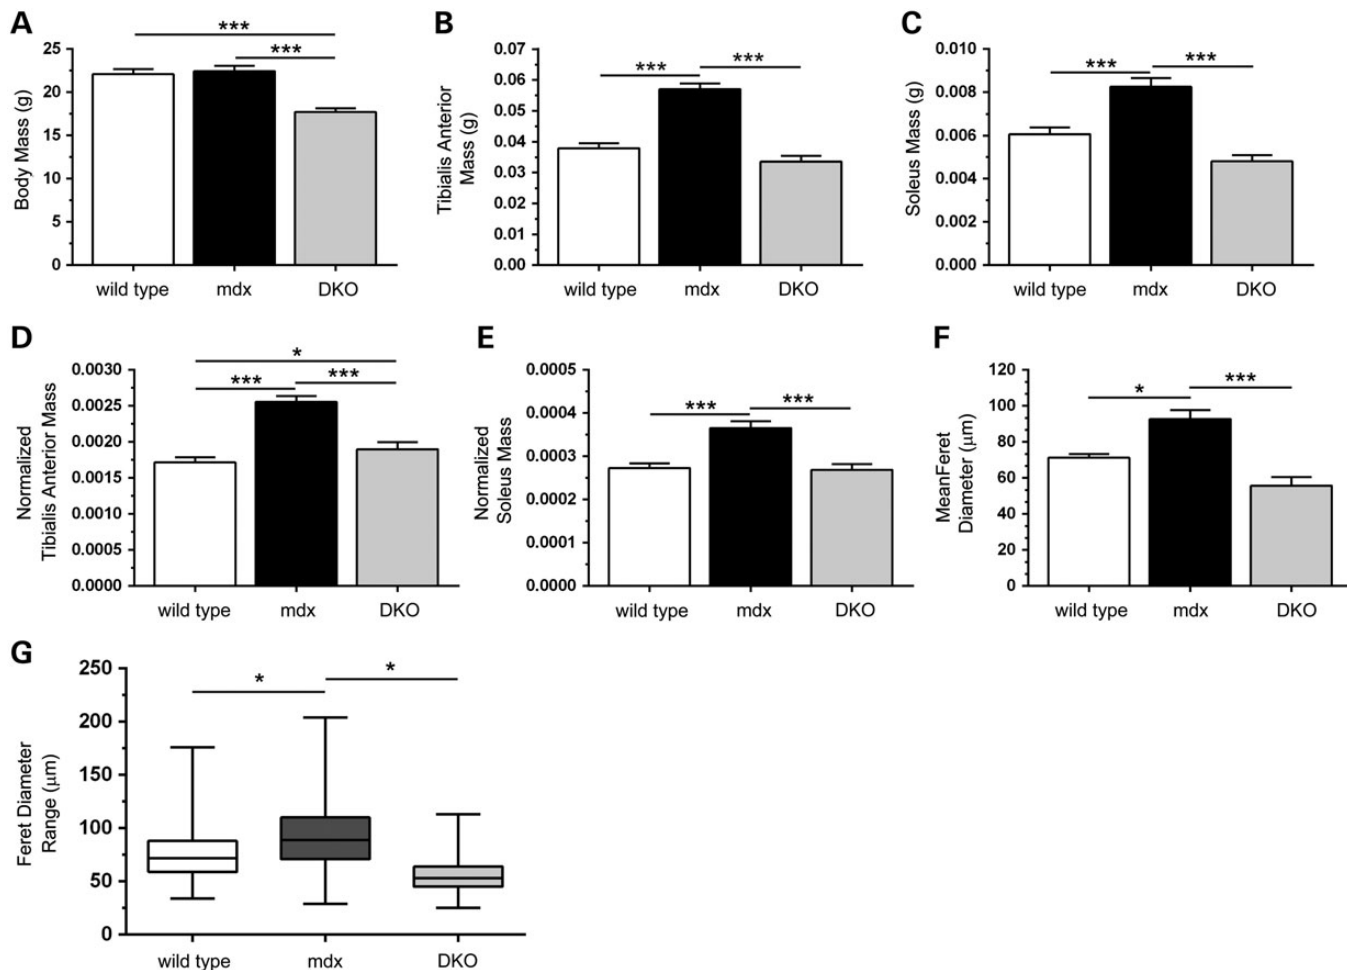 A
Body Mass (g)
25
20
15
10
5
0
***
***
wild type mdx DKO
B
Tibialis Anterior
Mass (g)
0.07
0.06
0.05
0.04
0.03
0.02
0.01
0.00
*** ***
wild type mdx DKO
C
Soleus Mass (g)
0.010
0.008
0.006
0.004
0.002
0.000
*** ***
wild type mdx DKO
D
Normalized
Tibialis Anterior Mass
0.0030
0.0025
0.0020
0.0015
0.0010
0.0005
0.0000
*
*** ***
wild type mdx DKO
E
Normalized
Soleus Mass
0.0005
0.0004
0.0003
0.0002
0.0001
0.0000
*** ***
wild type mdx DKO
F
MeanFeret
Diameter (μm)
120
100
80
60
40
20
0
* ***
wild type mdx DKO
G
Feret Diameter
Range (μm)
250
200
150
100
50
0
* *
wild type mdx DKO